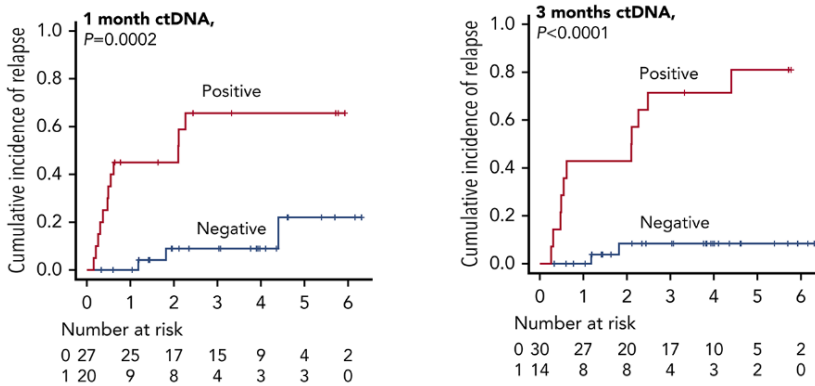 1 month ctDNA,
P=0.0002
Cumulative incidence of relapse
1.0
0.8
0.6
0.4
0.2
0.0
Positive
Negative
0 1 2 3 4 5 6
Number at risk
0 27 25 17 15 9 4 2
1 20 9 8 4 3 3 0
3 months ctDNA,
P<0.0001
Cumulative incidence of relapse
1.0
0.8
0.6
0.4
0.2
0.0
Positive
Negative
0 1 2 3 4 5 6
Number at risk
0 30 27 20 17 10 5 2
1 14 8 8 4 3 2 0